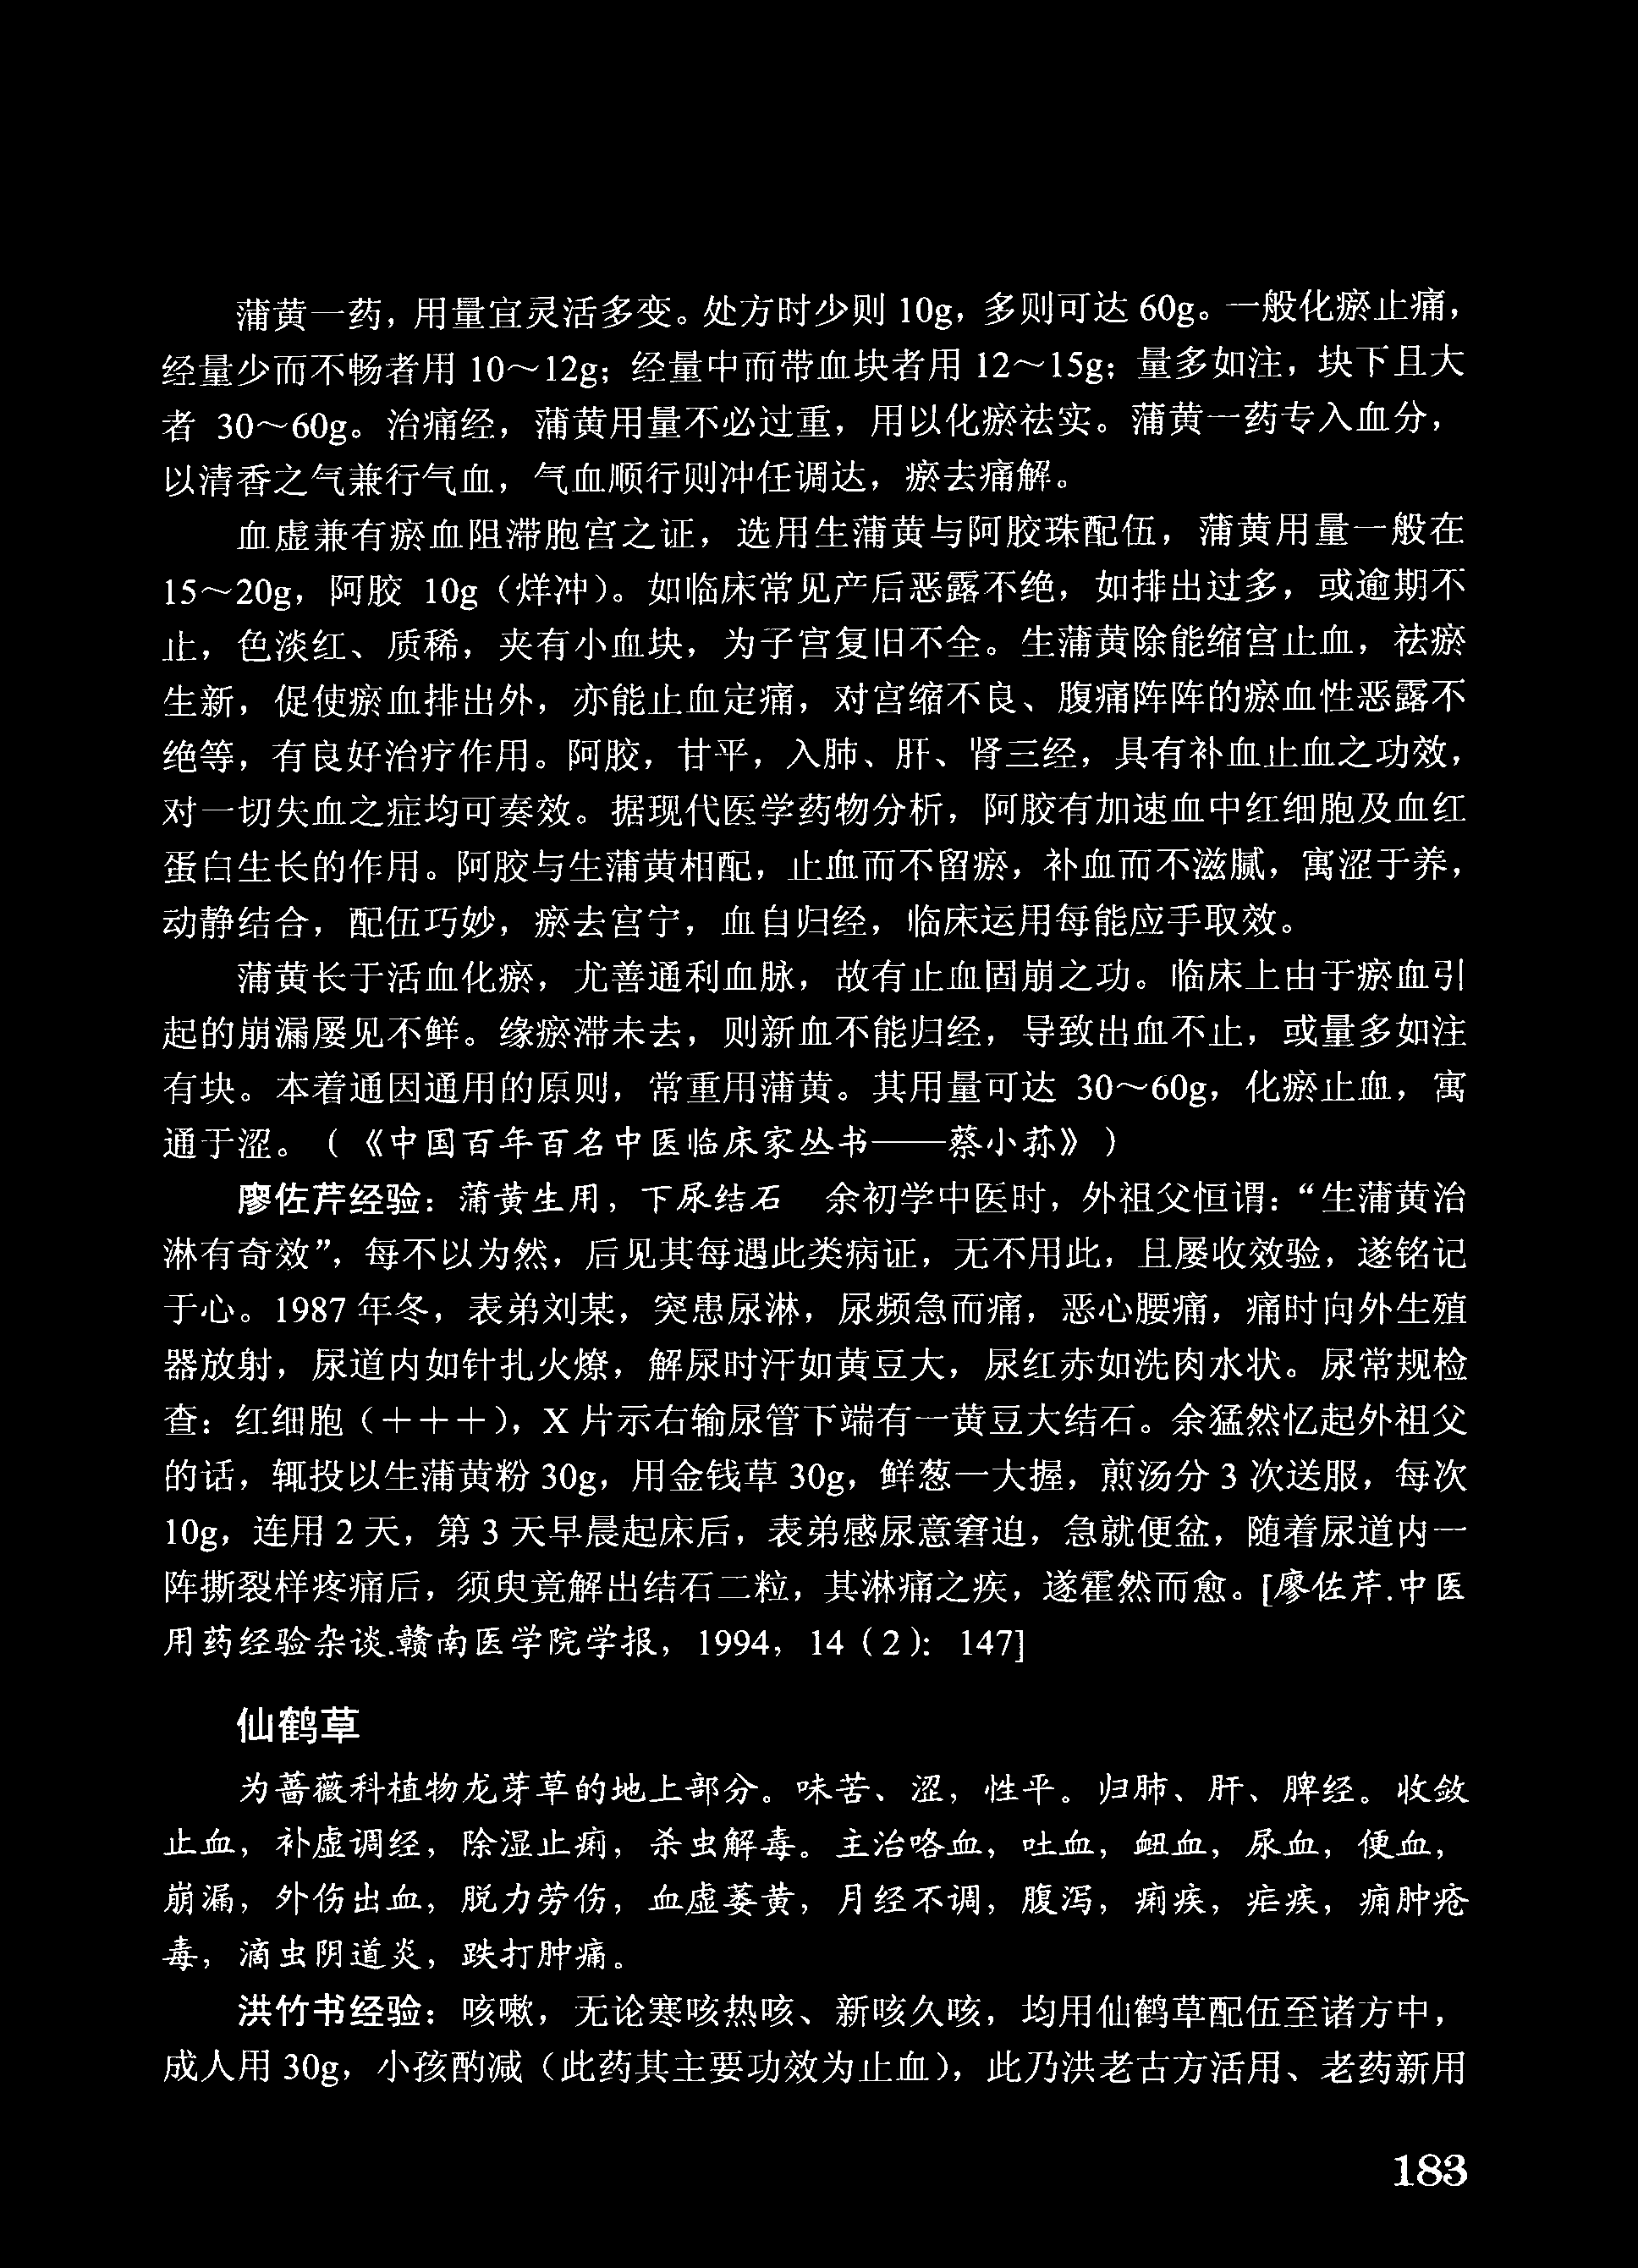 蒲黄一药，用量宜灵活多变。处方时少则 10g，多则可达 60g。一般化瘀止痛，
经量少而不畅者用 10～12g；经量中而带血块者用 12～15g；量多如注，块下且大
者 30～60g。治痛经，蒲黄用量不必过重，用以化瘀祛实。蒲黄一药专入血分，
以清香之气兼行气血，气血顺行则冲任调达，瘀去痛解。
血虚兼有瘀血阻滞胞宫之证，选用生蒲黄与阿胶珠配伍，蒲黄用量一般在
15～20g，阿胶 10g（烊冲）。如临床常见产后恶露不绝，如排出过多，或逾期不
止，色淡红、质稀，夹有小血块，为子宫复旧不全。生蒲黄除能缩宫止血，祛瘀
生新，促使瘀血排出外，亦能止血定痛，对宫缩不良、腹痛阵阵的瘀血性恶露不
绝等，有良好治疗作用。阿胶，甘平，入肺、肝、肾三经，具有补血止血之功效，
对一切失血之症均可奏效。据现代医学药物分析，阿胶有加速血中红细胞及血红
蛋白生长的作用。阿胶与生蒲黄相配，止血而不留瘀，补血而不滋腻，寓涩于养，
动静结合，配伍巧妙，瘀去宫宁，血自归经，临床运用每能应手取效。
蒲黄长于活血化瘀，尤善通利血脉，故有止血固崩之功。临床上由于瘀血引
起的崩漏屡见不鲜。缘瘀滞未去，则新血不能归经，导致出血不止，或量多如注
有块。本着通因通用的原则，常重用蒲黄。其用量可达 30～60g，化瘀止血，寓
通于涩。（《中国百年百名中医临床家丛书——蔡小荪》）
廖佐芹经验：蒲黄生用，下尿结石　余初学中医时，外祖父恒谓：“生蒲黄治
淋有奇效”，每不以为然，后见其每遇此类病证，无不用此，且屡收效验，遂铭记
于心。1987 年冬，表弟刘某，突患尿淋，尿频急而痛，恶心腰痛，痛时向外生殖
器放射，尿道内如针扎火燎，解尿时汗如黄豆大，尿红赤如洗肉水状。尿常规检
查：红细胞（＋＋＋），X 片示右输尿管下端有一黄豆大结石。余猛然忆起外祖父
的话，辄投以生蒲黄粉 30g，用金钱草 30g，鲜葱一大握，煎汤分 3 次送服，每次
10g，连用 2 天，第 3 天早晨起床后，表弟感尿意窘迫，急就便盆，随着尿道内一
阵撕裂样疼痛后，须臾竟解出结石二粒，其淋痛之疾，遂霍然而愈。[廖佐芹.中医
用药经验杂谈.赣南医学院学报，1994，14（2）：147]
仙鹤草
为蔷薇科植物龙芽草的地上部分。味苦、涩，性平。归肺、肝、脾经。收敛
止血，补虚调经，除湿止痢，杀虫解毒。主治咯血，吐血，衄血，尿血，便血，
崩漏，外伤出血，脱力劳伤，血虚萎黄，月经不调，腹泻，痢疾，疟疾，痈肿疮
毒，滴虫阴道炎，跌打肿痛。
洪竹书经验：咳嗽，无论寒咳热咳、新咳久咳，均用仙鹤草配伍至诸方中，
成人用 30g，小孩酌减（此药其主要功效为止血），此乃洪老古方活用、老药新用
183